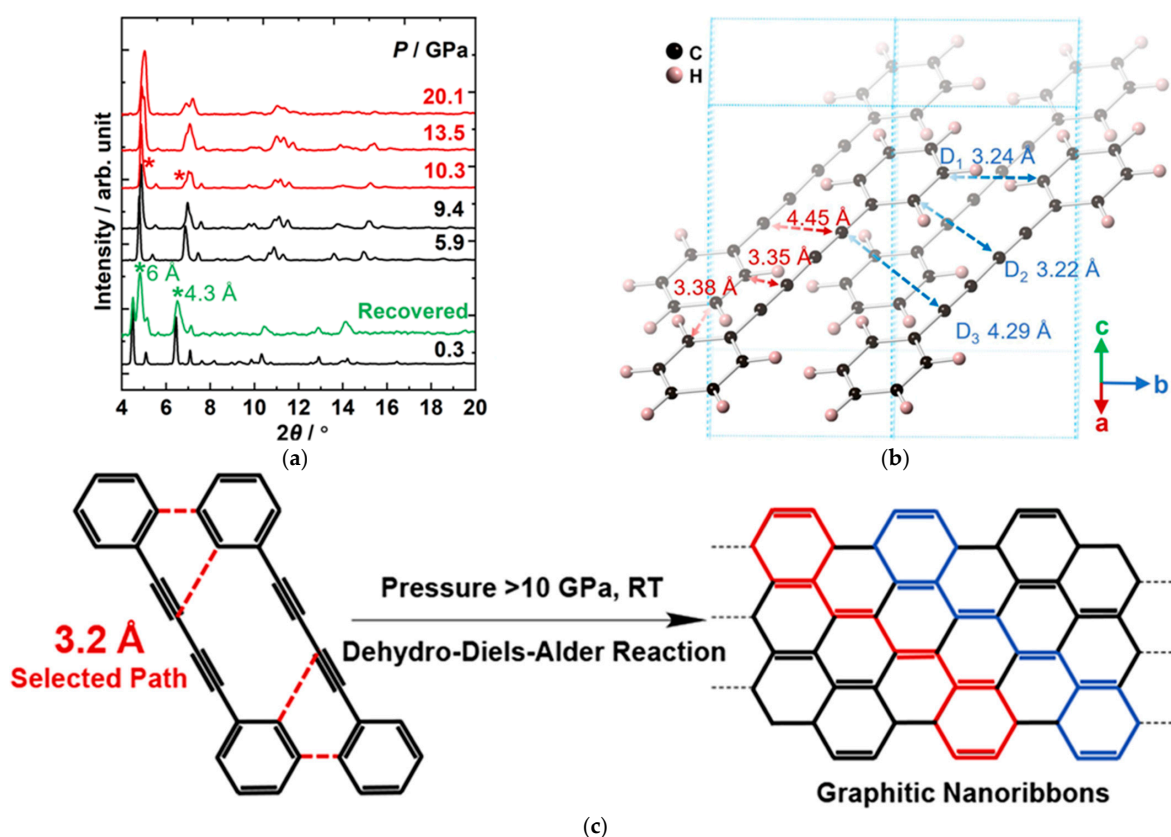 P / GPa
20.1
13.5
10.3
*
*
9.4
5.9
*6 Å
*4.3 Å
Recovered
0.3
Intensity / arb. unit
4 6 8 10 12 14 16 18 20
2θ / °
(a)
C
H
D₁ 3.24 Å
4.45 Å
3.35 Å
D₂ 3.22 Å
3.38 Å
D₃ 4.29 Å
c
b
a
(b)
3.2 Å
Selected Path
Pressure >10 GPa, RT
Dehydro-Diels-Alder Reaction
Graphitic Nanoribbons
(c)